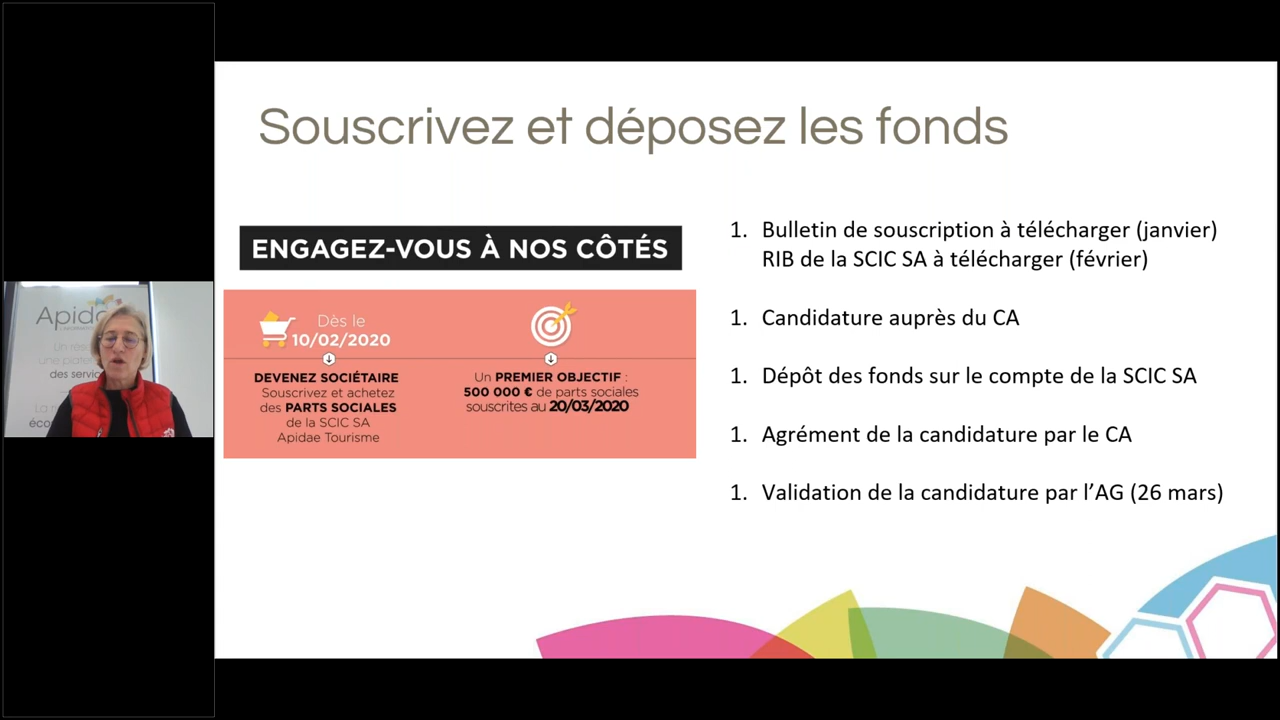 Souscrivez et déposez les fonds
ENGAGEZ-VOUS À NOS CÔTÉS
Dès le
10/02/2020
DEVENEZ SOCIÉTAIRE
Souscrivez et achetez
des PARTS SOCIALES
de la SCIC SA
Apidae Tourisme
Un PREMIER OBJECTIF :
500 000 € de parts sociales
souscrites au 20/03/2020
1. Bulletin de souscription à télécharger (janvier)
RIB de la SCIC SA à télécharger (février)
1. Candidature auprès du CA
1. Dépôt des fonds sur le compte de la SCIC SA
1. Agrément de la candidature par le CA
1. Validation de la candidature par l’AG (26 mars)